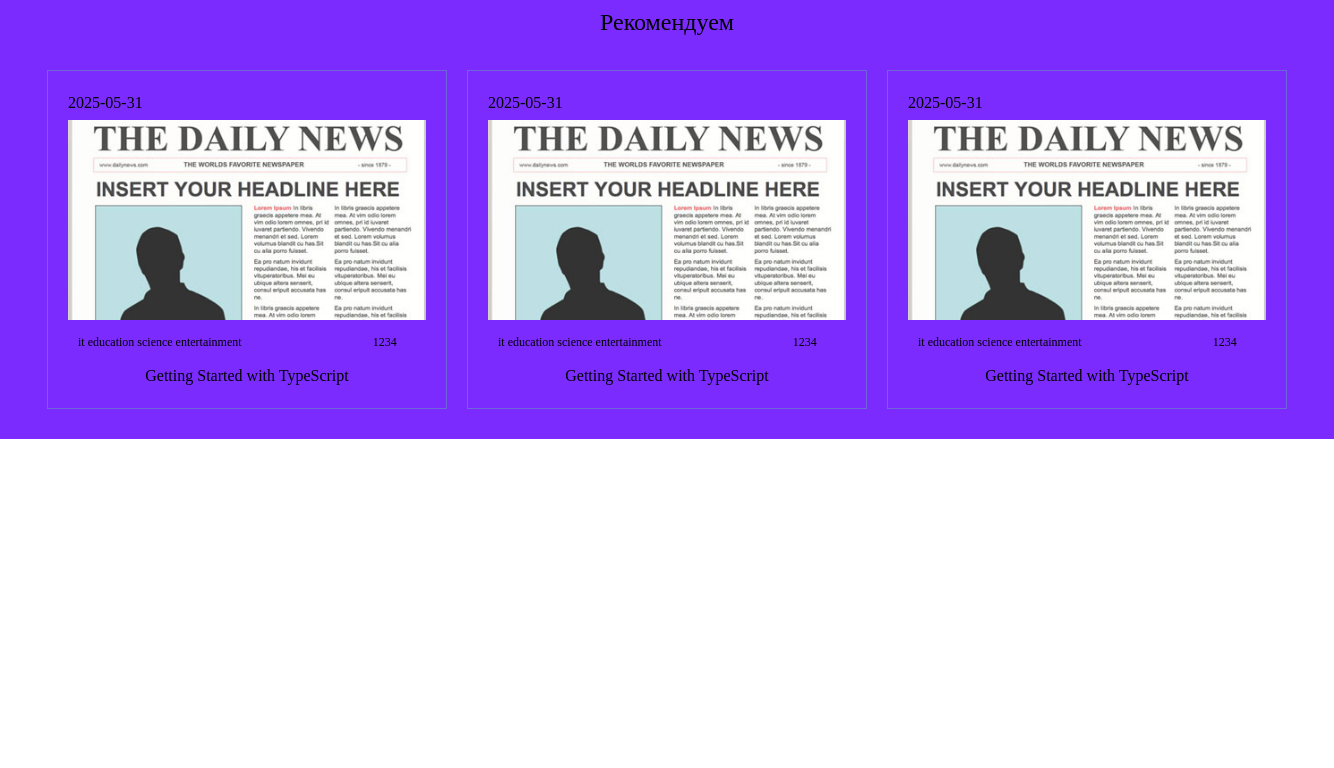 Рекомендуем
2025-05-31
THE DAILY NEWS
www.dailynews.com THE WORLDS FAVORITE NEWSPAPER - since 1879 -
INSERT YOUR HEADLINE HERE
Lorem Ipsum In libris
graecis appetere mea. At
vim odio lorem omnes, pri id
iuvaret partiendo. Vivendo
menandri et sed. Lorem
volumus blandit cu has.Sit
cu alia porro fuisset.
Ea pro natum invidunt
repudiandae, his et facilisis
vituperatoribus. Mei eu
ubique altera senserit,
consul eripuit accusata has
ne.
In libris graecis appetere
mea. At vim odio lorem
In libris graecis appetere
mea. At vim odio lorem
omnes, pri id iuvaret
partiendo. Vivendo menandri
et sed. Lorem volumus
blandit cu has.Sit cu alia
porro fuisset.
Ea pro natum invidunt
repudiandae, his et facilisis
vituperatoribus. Mei eu
ubique altera senserit,
consul eripuit accusata has
ne.
Ea pro natum invidunt
repudiandae, his et facilisis
it education science entertainment 1234
Getting Started with TypeScript
2025-05-31
THE DAILY NEWS
www.dailynews.com THE WORLDS FAVORITE NEWSPAPER - since 1879 -
INSERT YOUR HEADLINE HERE
Lorem Ipsum In libris
graecis appetere mea. At
vim odio lorem omnes, pri id
iuvaret partiendo. Vivendo
menandri et sed. Lorem
volumus blandit cu has.Sit
cu alia porro fuisset.
Ea pro natum invidunt
repudiandae, his et facilisis
vituperatoribus. Mei eu
ubique altera senserit,
consul eripuit accusata has
ne.
In libris graecis appetere
mea. At vim odio lorem
In libris graecis appetere
mea. At vim odio lorem
omnes, pri id iuvaret
partiendo. Vivendo menandri
et sed. Lorem volumus
blandit cu has.Sit cu alia
porro fuisset.
Ea pro natum invidunt
repudiandae, his et facilisis
vituperatoribus. Mei eu
ubique altera senserit,
consul eripuit accusata has
ne.
Ea pro natum invidunt
repudiandae, his et facilisis
it education science entertainment 1234
Getting Started with TypeScript
2025-05-31
THE DAILY NEWS
www.dailynews.com THE WORLDS FAVORITE NEWSPAPER - since 1879 -
INSERT YOUR HEADLINE HERE
Lorem Ipsum In libris
graecis appetere mea. At
vim odio lorem omnes, pri id
iuvaret partiendo. Vivendo
menandri et sed. Lorem
volumus blandit cu has.Sit
cu alia porro fuisset.
Ea pro natum invidunt
repudiandae, his et facilisis
vituperatoribus. Mei eu
ubique altera senserit,
consul eripuit accusata has
ne.
In libris graecis appetere
mea. At vim odio lorem
In libris graecis appetere
mea. At vim odio lorem
omnes, pri id iuvaret
partiendo. Vivendo menandri
et sed. Lorem volumus
blandit cu has.Sit cu alia
porro fuisset.
Ea pro natum invidunt
repudiandae, his et facilisis
vituperatoribus. Mei eu
ubique altera senserit,
consul eripuit accusata has
ne.
Ea pro natum invidunt
repudiandae, his et facilisis
it education science entertainment 1234
Getting Started with TypeScript